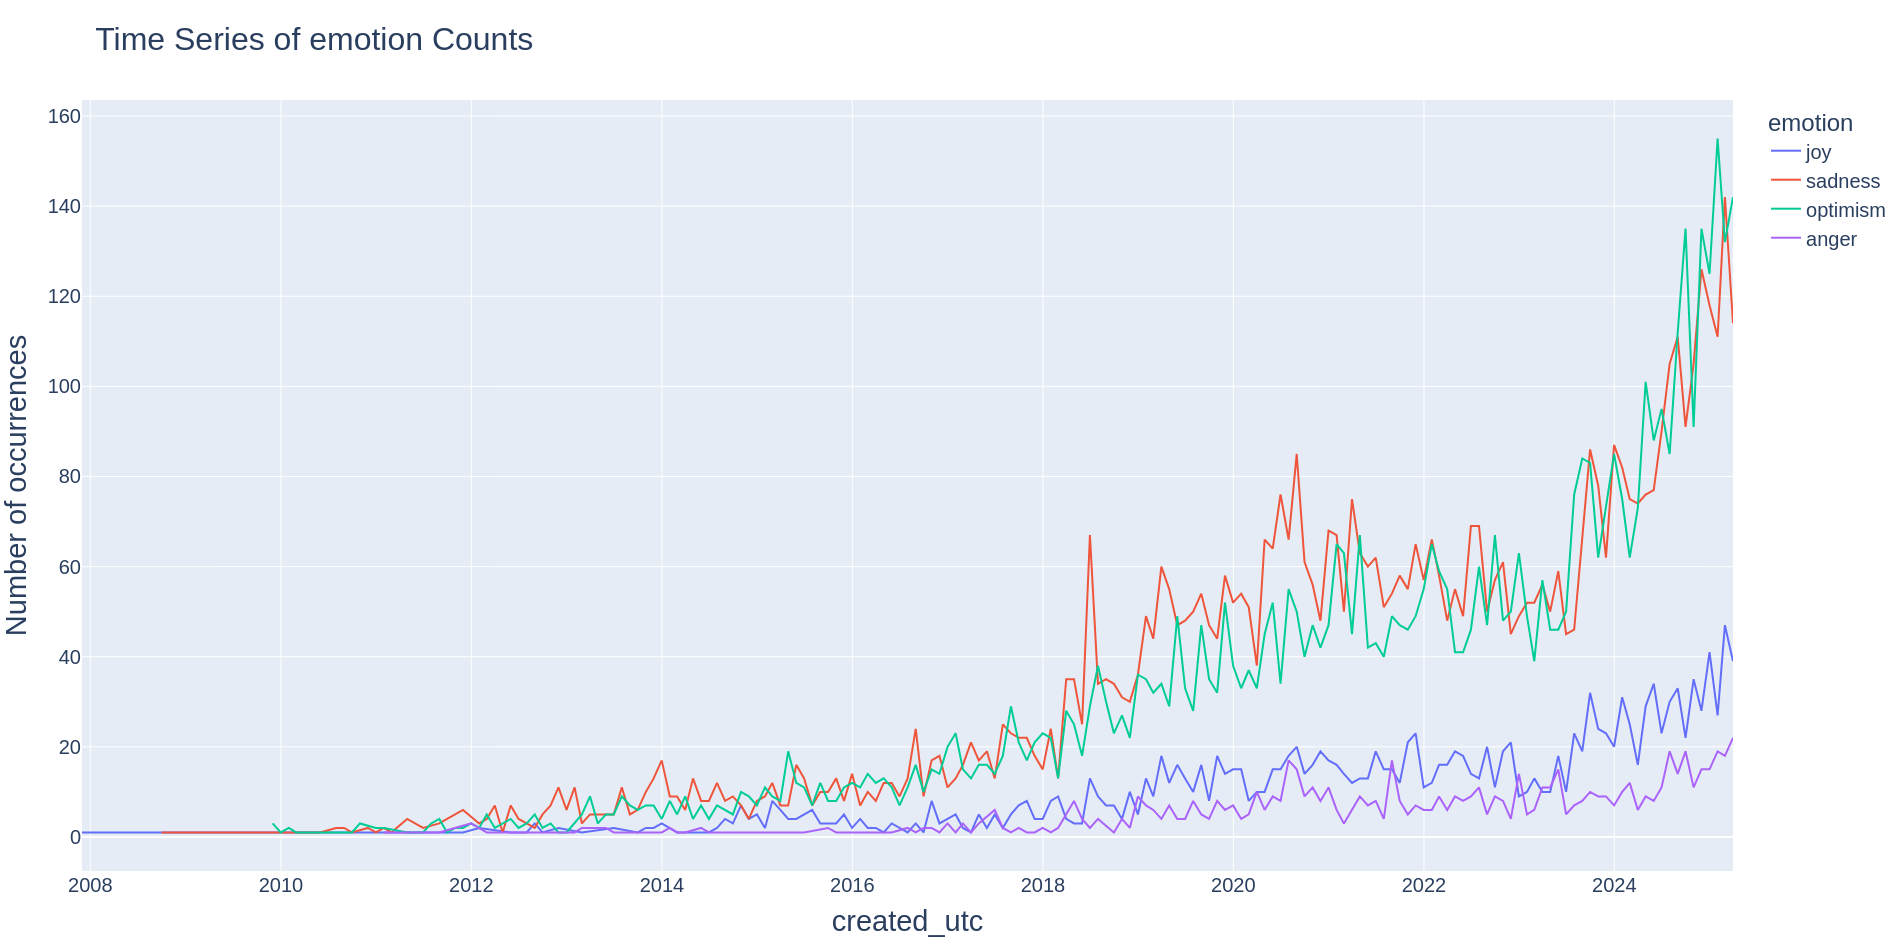 Time Series of emotion Counts
emotion
joy
sadness
optimism
anger
Number of occurrences
160
140
120
100
80
60
40
20
0
2008 2010 2012 2014 2016 2018 2020 2022 2024
created_utc